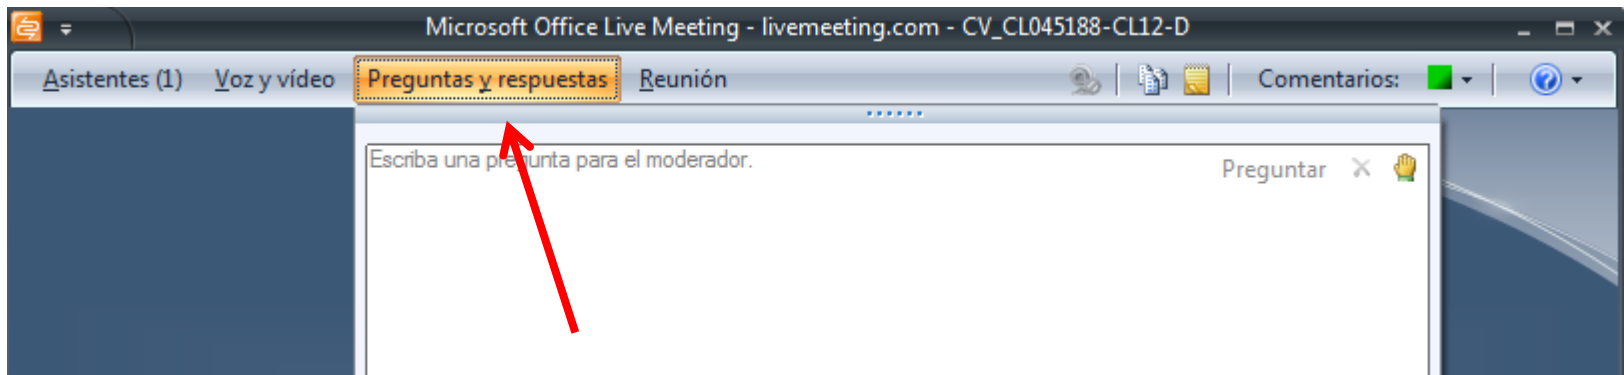 Microsoft Office Live Meeting - livemeeting.com - CV_CL045188-CL12-D
Asistentes (1) Voz y vídeo Preguntas y respuestas Reunión Comentarios:
Escriba una pregunta para el moderador.
Preguntar